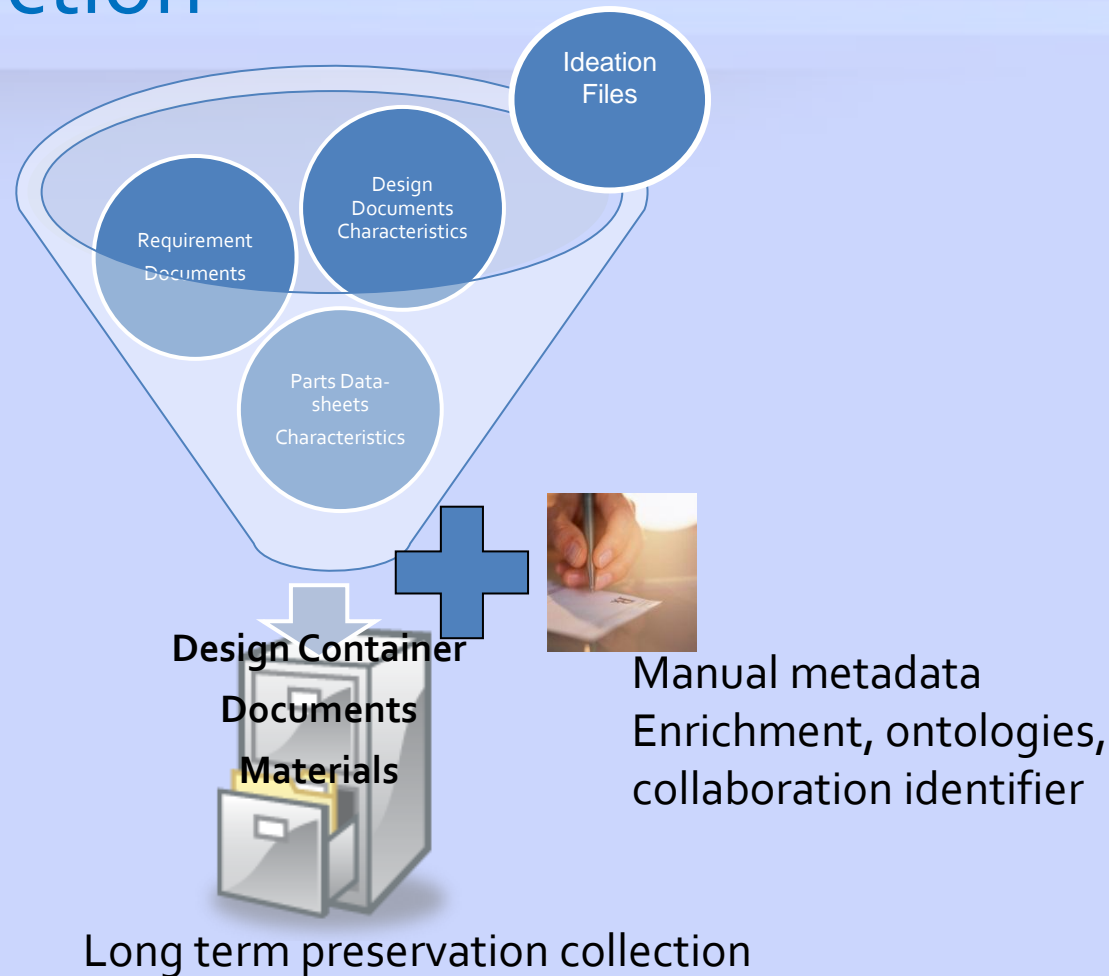 ction
Ideation
Files
Design
Documents
Characteristics
Requirement
Documents
Parts Data-
sheets
Characteristics
Design Container
Documents
Materials
Manual metadata
Enrichment, ontologies,
collaboration identifier
Long term preservation collection